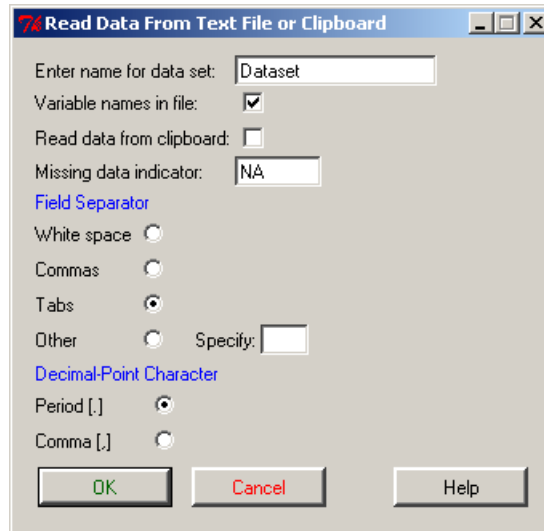 Read Data From Text File or Clipboard
Enter name for data set: Dataset
Variable names in file:
Read data from clipboard:
Missing data indicator: NA
Field Separator
White space
Commas
Tabs
Other Specify:
Decimal-Point Character
Period [.]
Comma [,]
OK Cancel Help